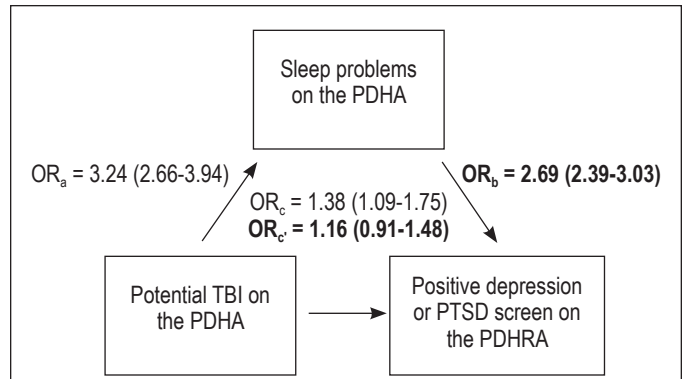 Sleep problems
on the PDHA
ORa = 3.24 (2.66-3.94)
ORb = 2.69 (2.39-3.03)
ORc = 1.38 (1.09-1.75)
ORc' = 1.16 (0.91-1.48)
Potential TBI on
the PDHA
Positive depression
or PTSD screen on
the PDHRA